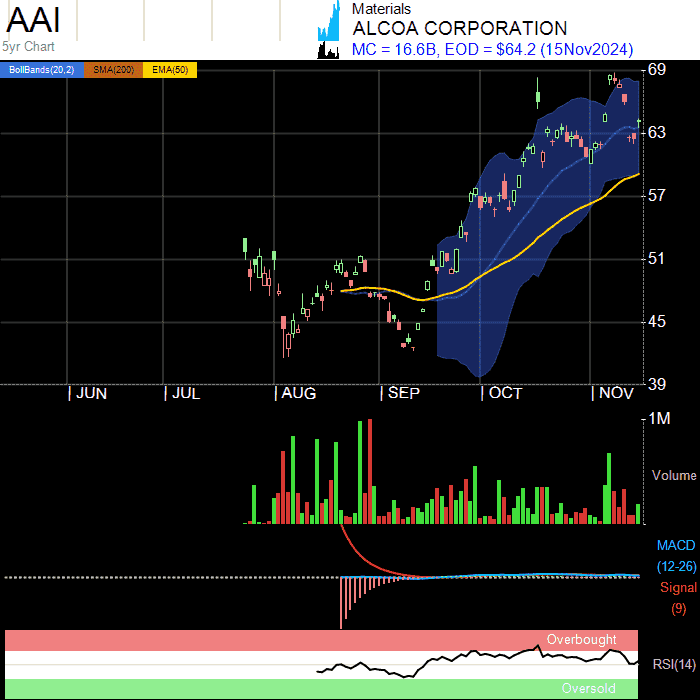 AAI
5yr Chart
Materials
ALCOA CORPORATION
MC = 16.6B, EOD = $64.2 (15Nov2024)
BollBands(20,2) SMA(200) EMA(50)
69
63
57
51
45
39
| JUN | JUL | AUG | SEP | OCT | NOV
1M
Volume
MACD
(12-26)
Signal
(9)
Overbought
RSI(14)
Oversold